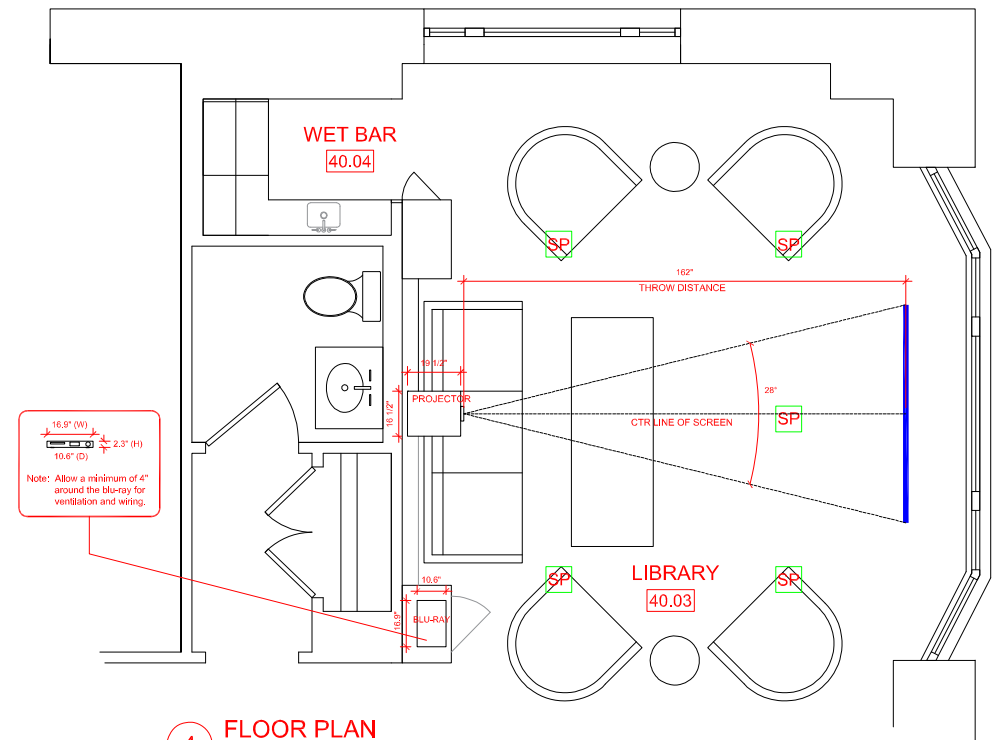 WET BAR
40.04
SP
SP
162"
THROW DISTANCE
19 1/2"
PROJECTOR
16 1/2"
28"
CTR LINE OF SCREEN
SP
16.9" (W)
2.3" (H)
10.6" (D)
Note: Allow a minimum of 4"
around the blu-ray for
ventilation and wiring.
SP
SP
LIBRARY
40.03
10.6"
16.9"
BLU-RAY
FLOOR PLAN